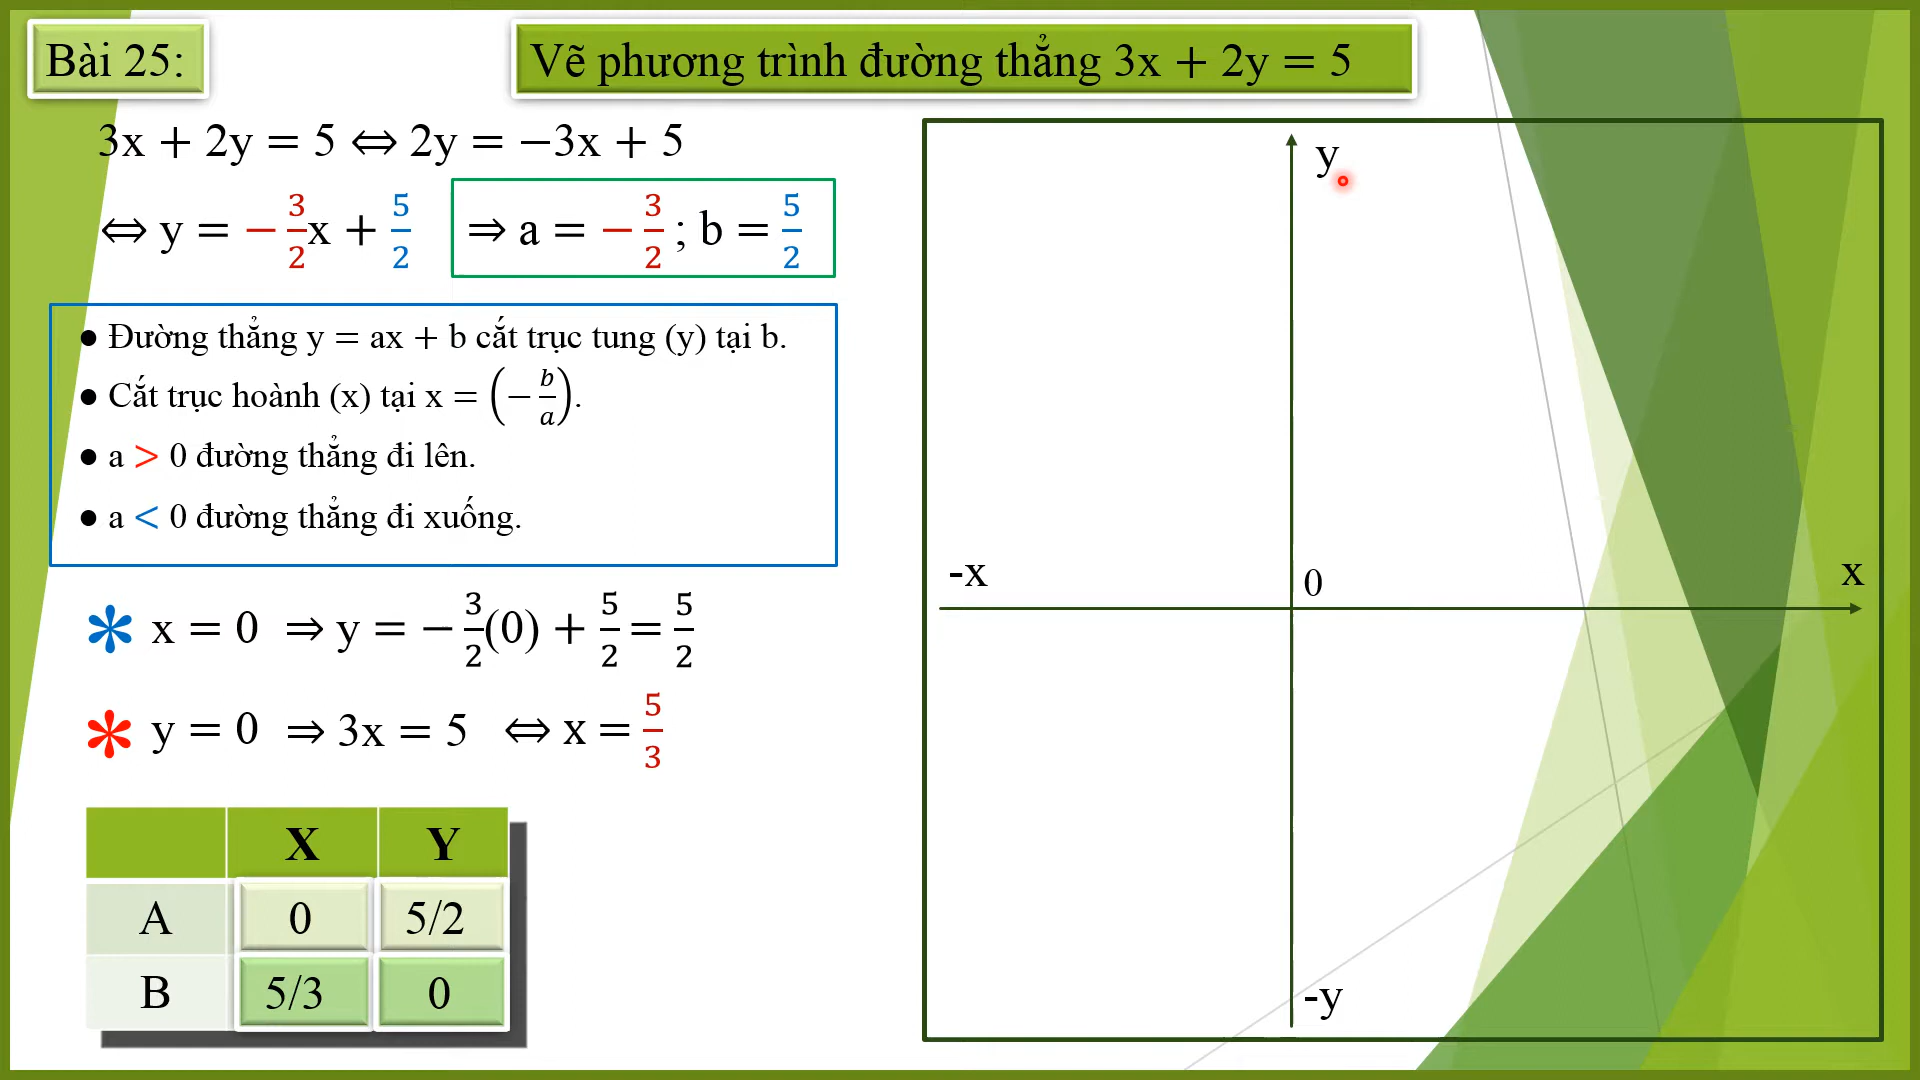 Bài 25:
Vẽ phương trình đường thẳng 3x + 2y = 5
3x + 2y = 5 ⇔ 2y = −3x + 5
⇔ y = − 3/2 x + 5/2
⇒ a = − 3/2 ; b = 5/2
● Đường thẳng y = ax + b cắt trục tung (y) tại b.
● Cắt trục hoành (x) tại x = (− b/a).
● a > 0 đường thẳng đi lên.
● a < 0 đường thẳng đi xuống.
* x = 0 ⇒ y = − 3/2 (0) + 5/2 = 5/2
* y = 0 ⇒ 3x = 5 ⇔ x = 5/3
X Y
A 0 5/2
B 5/3 0
y
-x 0 x
-y